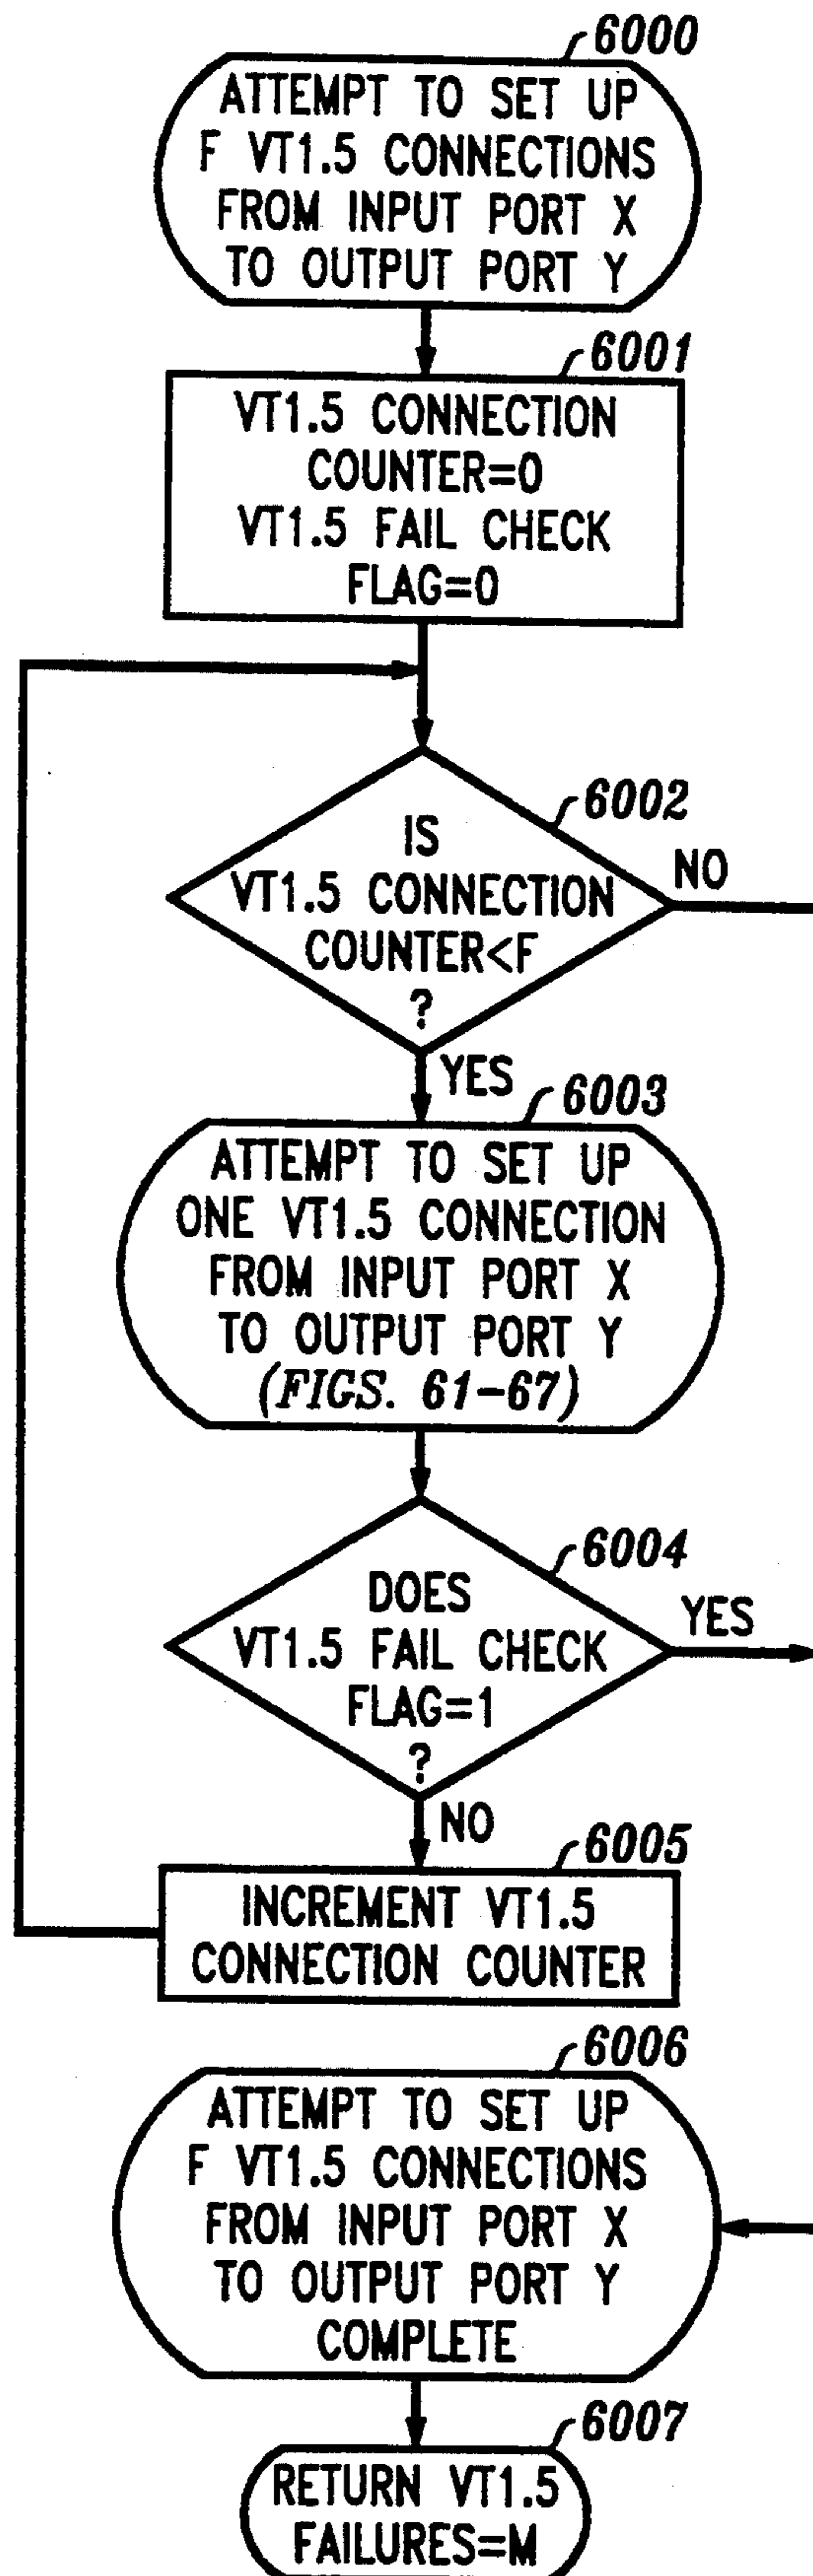 6000
ATTEMPT TO SET UP
F VT1.5 CONNECTIONS
FROM INPUT PORT X
TO OUTPUT PORT Y
6001
VT1.5 CONNECTION
COUNTER=0
VT1.5 FAIL CHECK
FLAG=0
6002
IS
VT1.5 CONNECTION
COUNTER<F
?
NO
YES
6003
ATTEMPT TO SET UP
ONE VT1.5 CONNECTION
FROM INPUT PORT X
TO OUTPUT PORT Y
(FIGS. 61-67)
6004
DOES
VT1.5 FAIL CHECK
FLAG=1
?
YES
NO
6005
INCREMENT VT1.5
CONNECTION COUNTER
6006
ATTEMPT TO SET UP
F VT1.5 CONNECTIONS
FROM INPUT PORT X
TO OUTPUT PORT Y
COMPLETE
6007
RETURN VT1.5
FAILURES=M